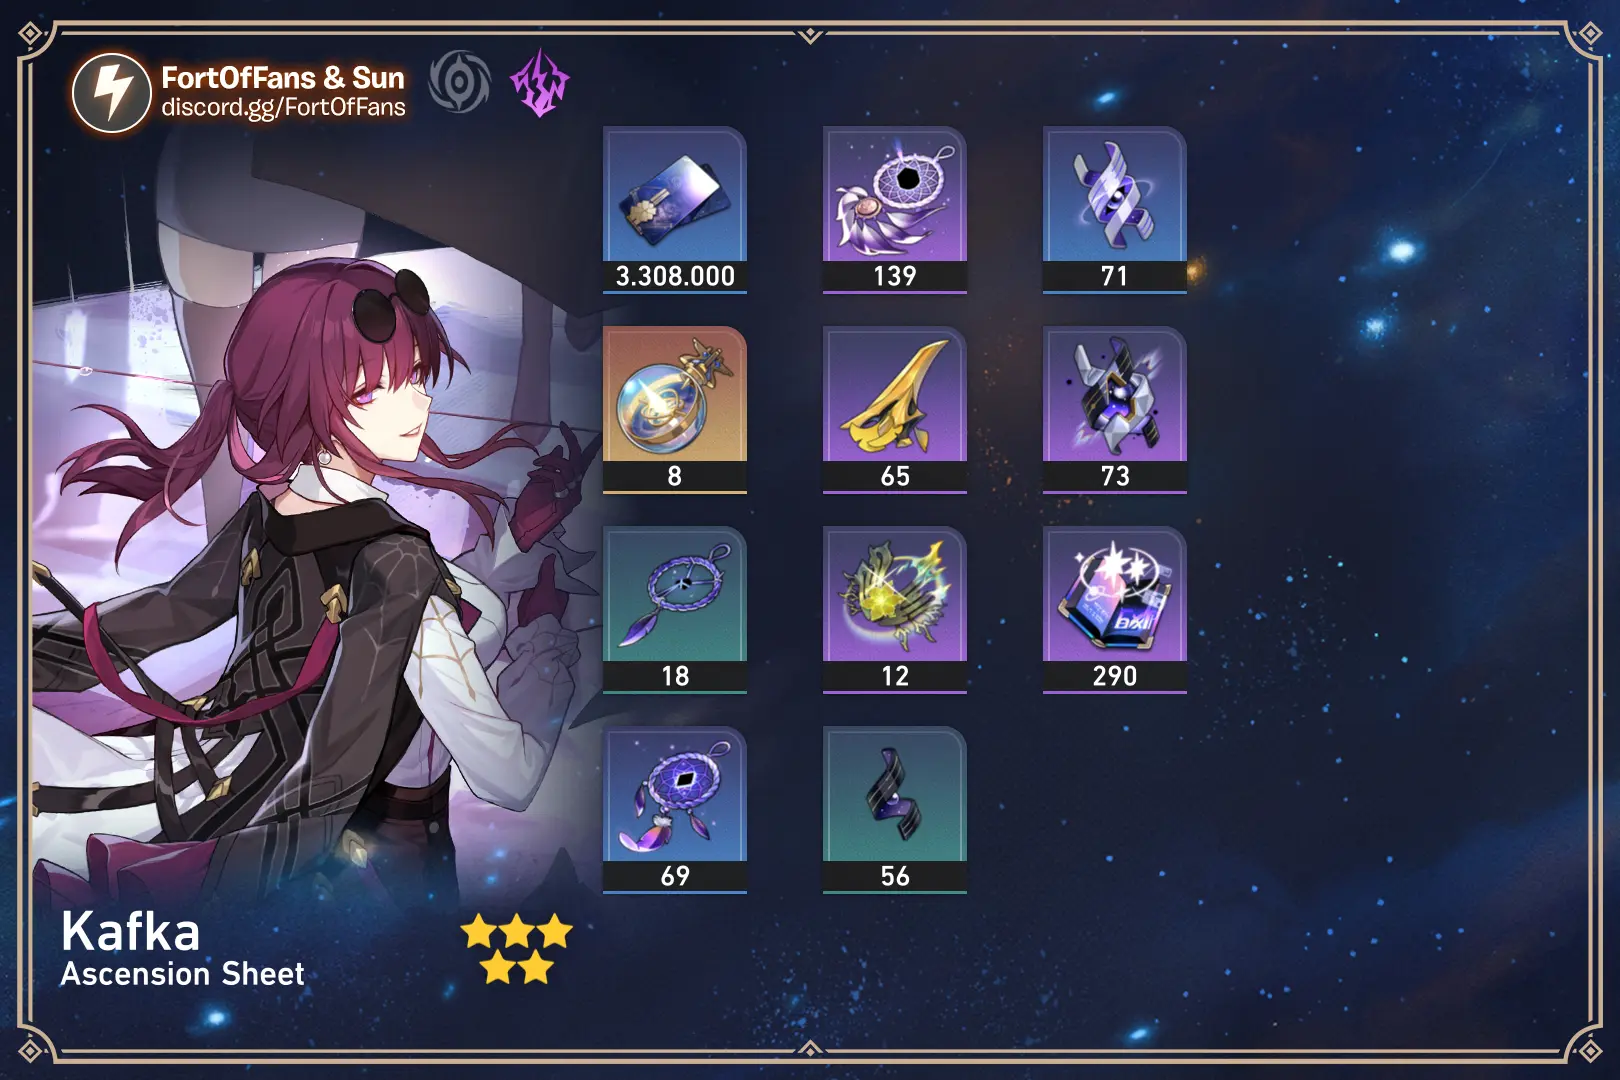 FortOfFans & Sun
discord.gg/FortOfFans
3.308.000
139
71
8
65
73
18
12
290
69
56
Kafka
Ascension Sheet